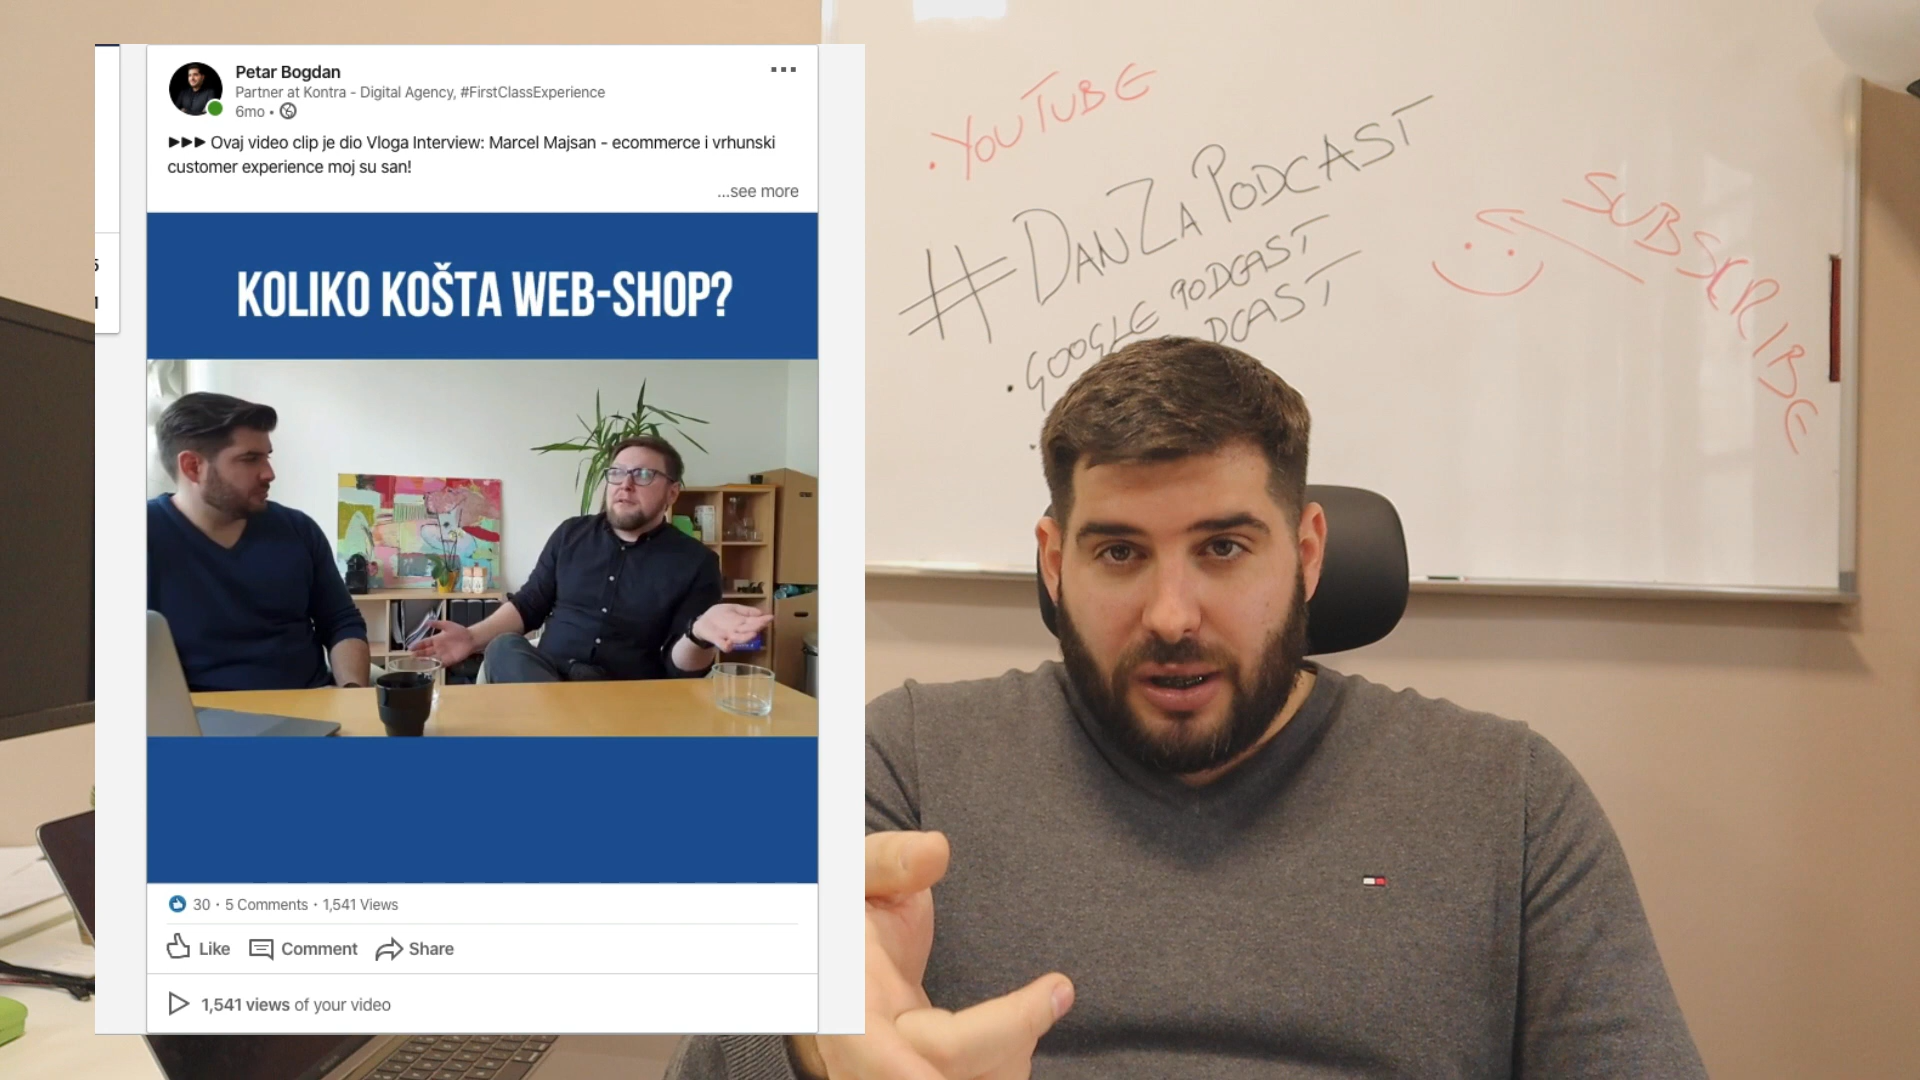 Petar Bogdan
Partner at Kontra - Digital Agency, #FirstClassExperience
6mo •
▶▶▶ Ovaj video clip je dio Vloga Interview: Marcel Majsan - ecommerce i vrhunski
customer experience moj su san!
...see more
KOLIKO KOŠTA WEB-SHOP?
30 · 5 Comments · 1,541 Views
Like Comment Share
1,541 views of your video
• YOUTUBE
#DANZAPODCAST
• GOOGLE PODCAST
SUBSCRIBE